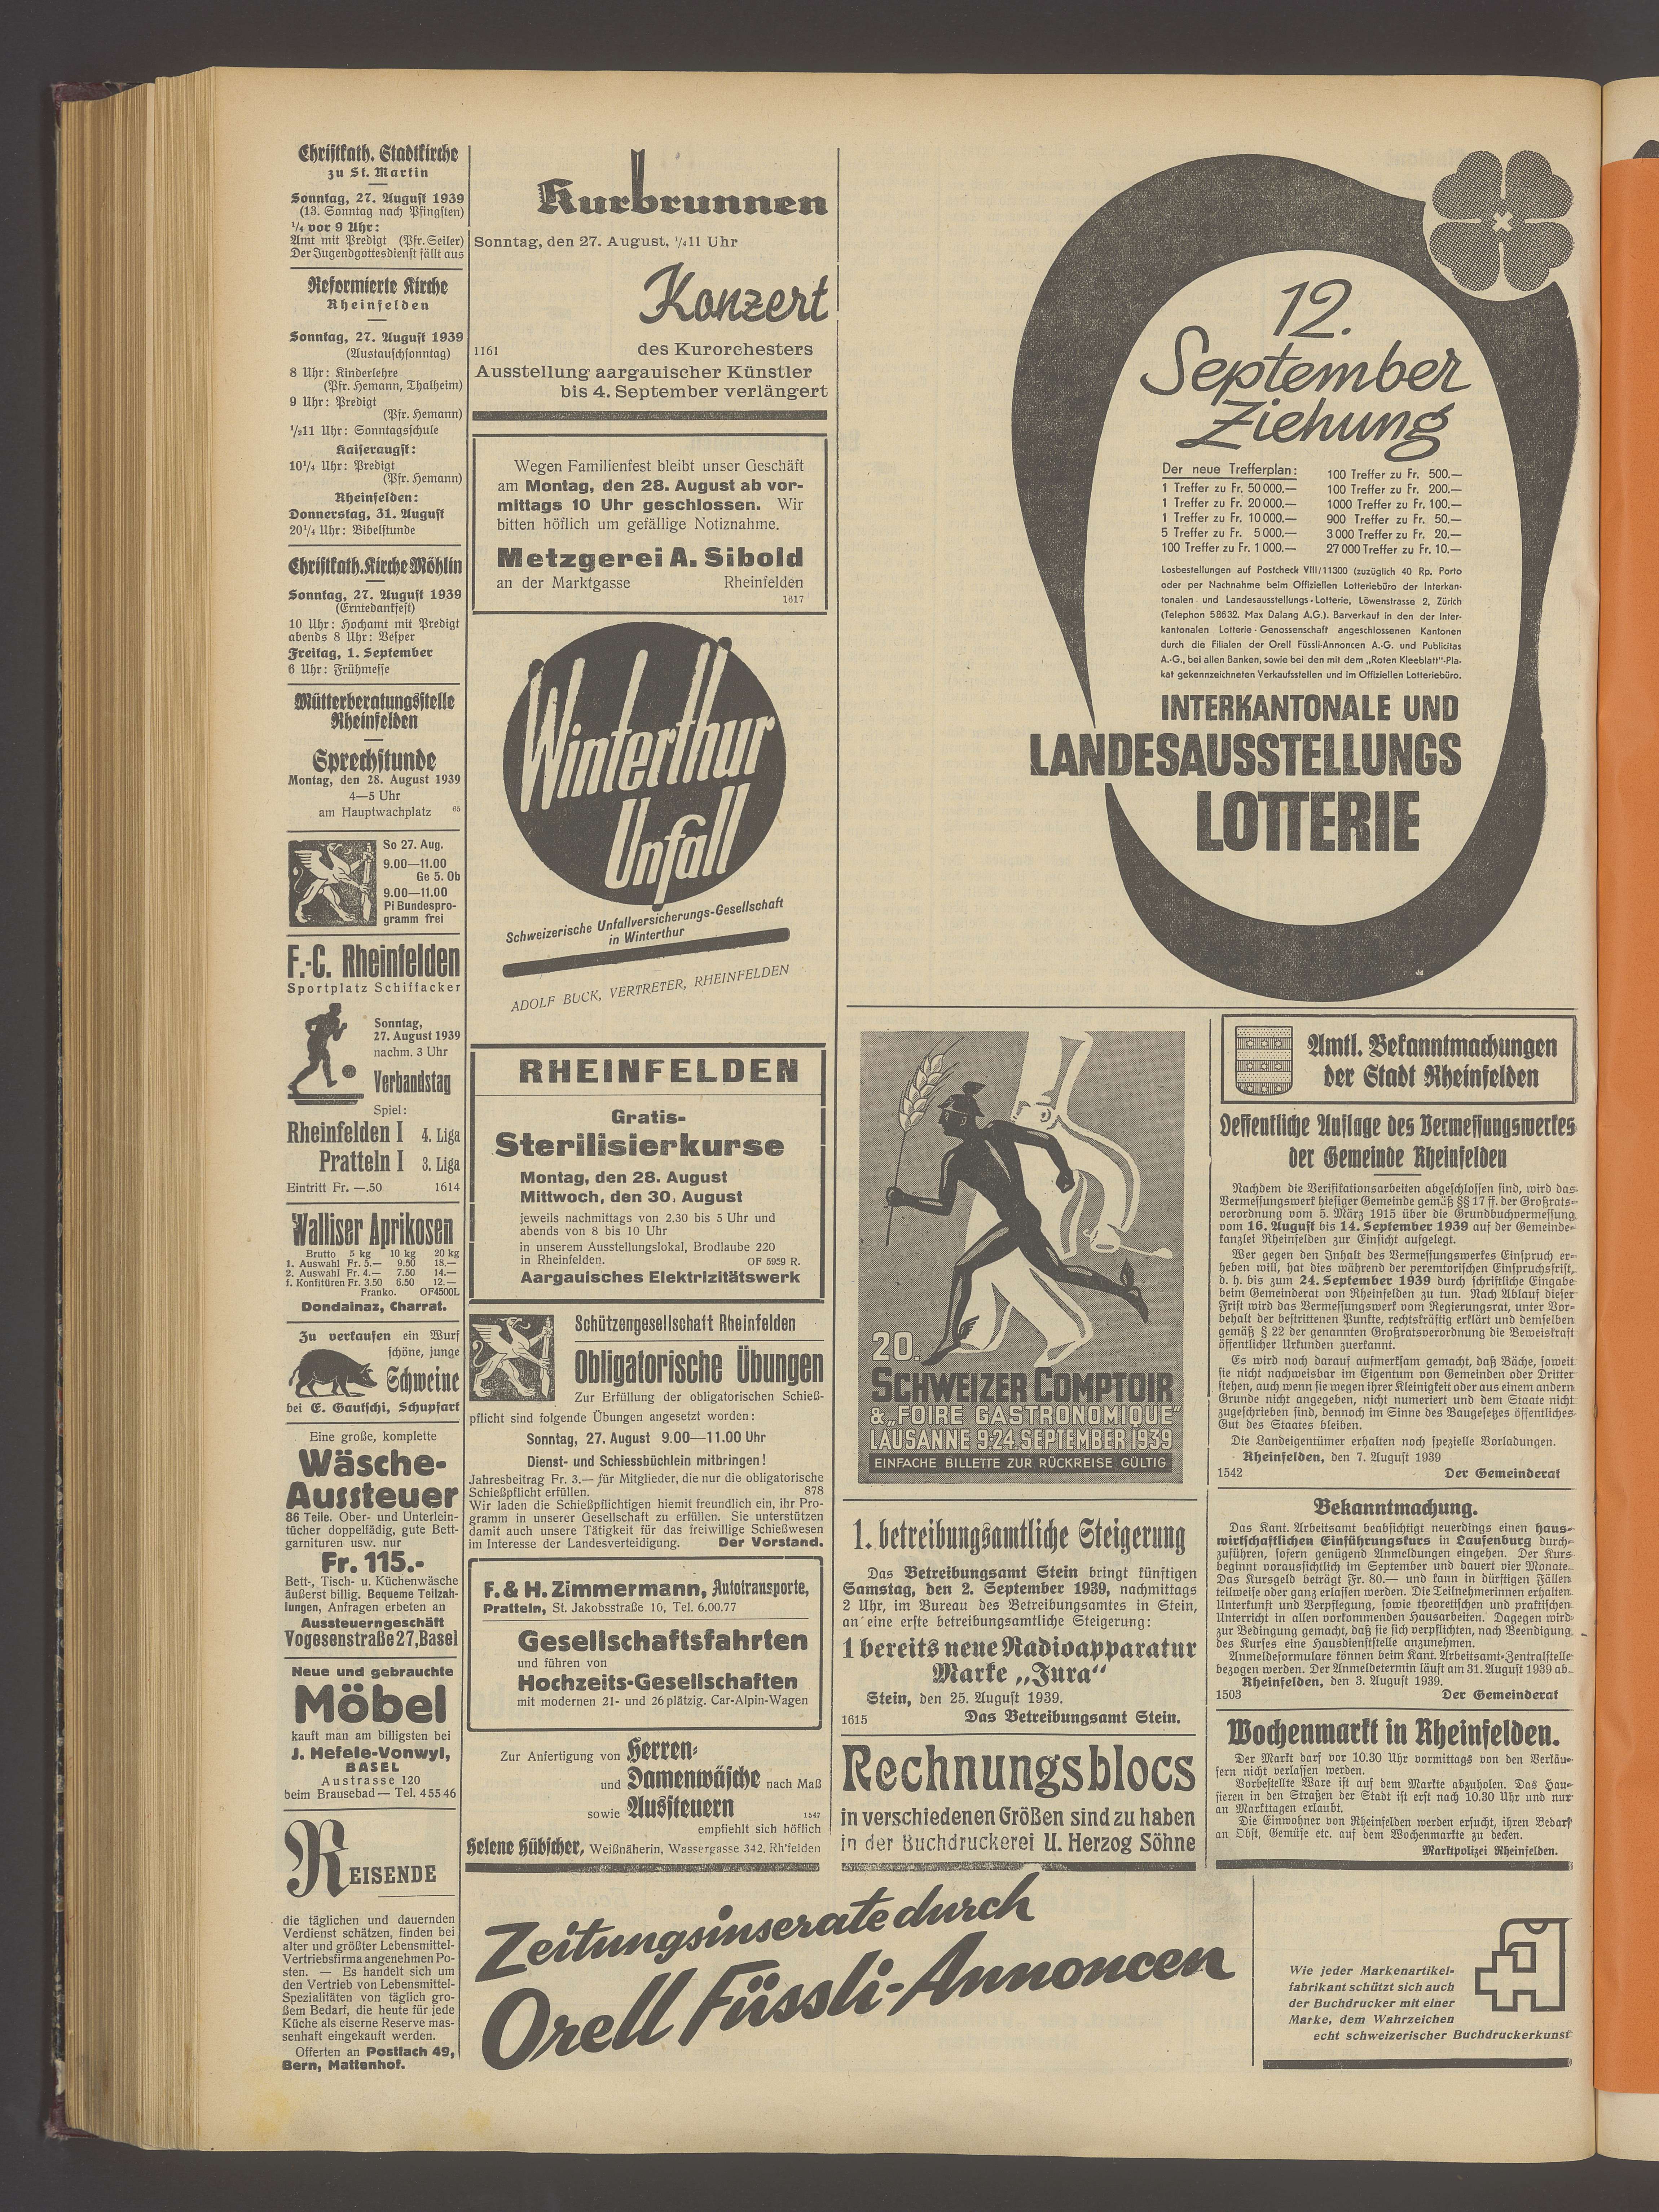 Christkath. Stadtkirche
zu St. Martin
Sonntag, 27. August 1939
(13. Sonntag nach Pfingsten)
¼ vor 9 Uhr:
Amt mit Predigt (Pfr. Seiler)
Der Jugendgottesdienst fällt aus
Reformierte Kirche
Rheinfelden
Sonntag, 27. August 1939
(Austauschsonntag)
8 Uhr: Kinderlehre
(Pfr. Hemann, Thalheim)
9 Uhr: Predigt
(Pfr. Hemann)
½11 Uhr: Sonntagsschule
Kaiseraugst:
10¼ Uhr: Predigt
(Pfr. Hemann)
Rheinfelden:
Donnerstag, 31. August
20¼ Uhr: Bibelstunde
Christkath. Kirche Möhlin
Sonntag, 27. August 1939
(Erntedankfest)
10 Uhr: Hochamt mit Predigt
abends 8 Uhr: Vesper
Freitag, 1. September
6 Uhr: Frühmesse
Mütterberatungsstelle
Rheinfelden
Sprechstunde
Montag, den 28. August 1939
4—5 Uhr
am Hauptwachplatz 65
So 27. Aug.
9.00—11.00
Ge 5. Ob
9.00—11.00
Pi Bundespro-
gramm frei
F.-C. Rheinfelden
Sportplatz Schiffacker
Sonntag,
27. August 1939
nachm. 3 Uhr
Verbandstag
Spiel:
Rheinfelden I 4. Liga
Pratteln I 3. Liga
Eintritt Fr. —.50 1614
Walliser Aprikosen
Brutto 5 kg 10 kg 20 kg
1. Auswahl Fr. 5.— 9.50 18.—
2. Auswahl Fr. 4.— 7.50 14.—
f. Konfitüren Fr. 3.50 6.50 12.—
Franko. OF4500L
Dondainaz, Charrat.
Zu verkaufen ein Wurf
schöne, junge
Schweine
bei E. Gautschi, Schupfart
Eine große, komplette
Wäsche-
Aussteuer
86 Teile. Ober- und Unterlein-
tücher doppelfädig, gute Bett-
garnituren usw. nur
Fr. 115.-
Bett-, Tisch- u. Küchenwäsche
äußerst billig. Bequeme Teilzah-
lungen, Anfragen erbeten an
Aussteuerngeschäft
Vogesenstraße 27, Basel
Neue und gebrauchte
Möbel
kauft man am billigsten bei
J. Hefele-Vonwyl,
BASEL
Austrasse 120
beim Brausebad — Tel. 4 55 46
REISENDE
die täglichen und dauernden
Verdienst schätzen, finden bei
alter und größter Lebensmittel-
Vertriebsfirma angenehmen Po-
sten. — Es handelt sich um
den Vertrieb von Lebensmittel-
Spezialitäten von täglich gro-
ßem Bedarf, die heute für jede
Küche als eiserne Reserve mas-
senhaft eingekauft werden.
Offerten an Postfach 49,
Bern, Mattenhof.
Kurbrunnen
Sonntag, den 27. August, ¼11 Uhr
Konzert
1161 des Kurorchesters
Ausstellung aargauischer Künstler
bis 4. September verlängert
Wegen Familienfest bleibt unser Geschäft
am Montag, den 28. August ab vor-
mittags 10 Uhr geschlossen. Wir
bitten höflich um gefällige Notiznahme.
Metzgerei A. Sibold
an der Marktgasse Rheinfelden
1617
Winterthur
Unfall
Schweizerische Unfallversicherungs-Gesellschaft
in Winterthur
ADOLF BUCK, VERTRETER, RHEINFELDEN
RHEINFELDEN
Gratis-
Sterilisierkurse
Montag, den 28. August
Mittwoch, den 30. August
jeweils nachmittags von 2.30 bis 5 Uhr und
abends von 8 bis 10 Uhr
in unserem Ausstellungslokal, Brodlaube 220
in Rheinfelden. OF 5959 R.
Aargauisches Elektrizitätswerk
Schützengesellschaft Rheinfelden
Obligatorische Übungen
Zur Erfüllung der obligatorischen Schieß-
pflicht sind folgende Übungen angesetzt worden:
Sonntag, 27. August 9.00—11.00 Uhr
Dienst- und Schiessbüchlein mitbringen!
Jahresbeitrag Fr. 3.— für Mitglieder, die nur die obligatorische
Schießpflicht erfüllen. 878
Wir laden die Schießpflichtigen hiemit freundlich ein, ihr Pro-
gramm in unserer Gesellschaft zu erfüllen. Sie unterstützen
damit auch unsere Tätigkeit für das freiwillige Schießwesen
im Interesse der Landesverteidigung. Der Vorstand.
F. & H. Zimmermann, Autotransporte,
Pratteln, St. Jakobsstraße 10, Tel. 6.00.77
Gesellschaftsfahrten
und führen von
Hochzeits-Gesellschaften
mit modernen 21- und 26 plätzig. Car-Alpin-Wagen
Zur Anfertigung von Herren-
und Damenwäsche nach Maß
sowie Aussteuern 1547
empfiehlt sich höflich
Helene Hübscher, Weißnäherin, Wassergasse 342. Rh'felden
12.
September
Ziehung
Der neue Trefferplan:
1 Treffer zu Fr. 50 000.—
1 Treffer zu Fr. 20 000.—
1 Treffer zu Fr. 10 000.—
5 Treffer zu Fr. 5 000.—
100 Treffer zu Fr. 1 000.—
100 Treffer zu Fr. 500.—
100 Treffer zu Fr. 200.—
1000 Treffer zu Fr. 100.—
900 Treffer zu Fr. 50.—
3 000 Treffer zu Fr. 20.—
27 000 Treffer zu Fr. 10.—
Losbestellungen auf Postcheck VIII/11300 (zuzüglich 40 Rp. Porto
oder per Nachnahme beim Offiziellen Lotteriebüro der Interkan-
tonalen und Landesausstellungs-Lotterie, Löwenstrasse 2, Zürich
(Telephon 5 86 32. Max Dalang A.G.). Barverkauf in den der Inter-
kantonalen Lotterie-Genossenschaft angeschlossenen Kantonen
durch die Filialen der Orell Füssli-Annoncen A.-G. und Publicitas
A.-G., bei allen Banken, sowie bei den mit dem „Roten Kleeblatt"-Pla-
kat gekennzeichneten Verkaufsstellen und im Offiziellen Lotteriebüro.
INTERKANTONALE UND
LANDESAUSSTELLUNGS
LOTTERIE
20.
SCHWEIZER COMPTOIR
& „FOIRE GASTRONOMIQUE"
LAUSANNE 9-24. SEPTEMBER 1939
EINFACHE BILLETTE ZUR RÜCKREISE GÜLTIG
1. betreibungsamtliche Steigerung
Das Betreibungsamt Stein bringt künftigen
Samstag, den 2. September 1939, nachmittags
2 Uhr, im Bureau des Betreibungsamtes in Stein,
an eine erste betreibungsamtliche Steigerung:
1 bereits neue Radioapparatur
Marke „Jura"
Stein, den 25. August 1939.
1615 Das Betreibungsamt Stein.
Rechnungsblocs
in verschiedenen Größen sind zu haben
in der Buchdruckerei U. Herzog Söhne
Amtl. Bekanntmachungen
der Stadt Rheinfelden
Oeffentliche Auflage des Vermessungswerkes
der Gemeinde Rheinfelden
Nachdem die Verifikationsarbeiten abgeschlossen sind, wird das
Vermessungswerk hiesiger Gemeinde gemäß §§ 17 ff. der Großrats-
verordnung vom 5. März 1915 über die Grundbuchvermessung
vom 16. August bis 14. September 1939 auf der Gemeinde-
kanzlei Rheinfelden zur Einsicht aufgelegt.
Wer gegen den Inhalt des Vermessungswerkes Einspruch er-
heben will, hat dies während der peremtorischen Einspruchsfrist,
d. h. bis zum 24. September 1939 durch schriftliche Eingabe
beim Gemeinderat von Rheinfelden zu tun. Nach Ablauf dieser
Frist wird das Vermessungswerk vom Regierungsrat, unter Vor-
behalt der bestrittenen Punkte, rechtskräftig erklärt und demselben
gemäß § 22 der genannten Großratsverordnung die Beweiskraft
öffentlicher Urkunden zuerkannt.
Es wird noch darauf aufmerksam gemacht, daß Bäche, soweit
sie nicht nachweisbar im Eigentum von Gemeinden oder Dritter
stehen, auch wenn sie wegen ihrer Kleinigkeit oder aus einem andern
Grunde nicht angegeben, nicht numeriert und dem Staate nicht
zugeschrieben sind, dennoch im Sinne des Baugesetzes öffentliches
Gut des Staates bleiben.
Die Landeigentümer erhalten noch spezielle Vorladungen.
Rheinfelden, den 7. August 1939
1542 Der Gemeinderat
Bekanntmachung.
Das Kant. Arbeitsamt beabsichtigt neuerdings einen haus-
wirtschaftlichen Einführungskurs in Laufenburg durch-
zuführen, sofern genügend Anmeldungen eingehen. Der Kurs
beginnt voraussichtlich im September und dauert vier Monate.
Das Kursgeld beträgt Fr. 80.— und kann in dürftigen Fällen
teilweise oder ganz erlassen werden. Die Teilnehmerinnen erhalten
Unterkunft und Verpflegung, sowie theoretischen und praktischen
Unterricht in allen vorkommenden Hausarbeiten. Dagegen wird
zur Bedingung gemacht, daß sie sich verpflichten, nach Beendigung
des Kurses eine Hausdienststelle anzunehmen.
Anmeldeformulare können beim Kant. Arbeitsamt-Zentralstelle
bezogen werden. Der Anmeldetermin läuft am 31. August 1939 ab.
Rheinfelden, den 3. August 1939.
1503 Der Gemeinderat
Wochenmarkt in Rheinfelden.
Der Markt darf vor 10.30 Uhr vormittags von den Verkäu-
fern nicht verlassen werden.
Vorbestellte Ware ist auf dem Markte abzuholen. Das Hau-
sieren in den Straßen der Stadt ist erst nach 10.30 Uhr und nur
an Markttagen erlaubt.
Die Einwohner von Rheinfelden werden ersucht, ihren Bedarf
an Obst, Gemüse etc. auf dem Wochenmarkte zu decken.
Marktpolizei Rheinfelden.
Zeitungsinserate durch
Orell Füssli-Annoncen
Wie jeder Markenartikel-
fabrikant schützt sich auch
der Buchdrucker mit einer
Marke, dem Wahrzeichen
echt schweizerischer Buchdruckerkunst